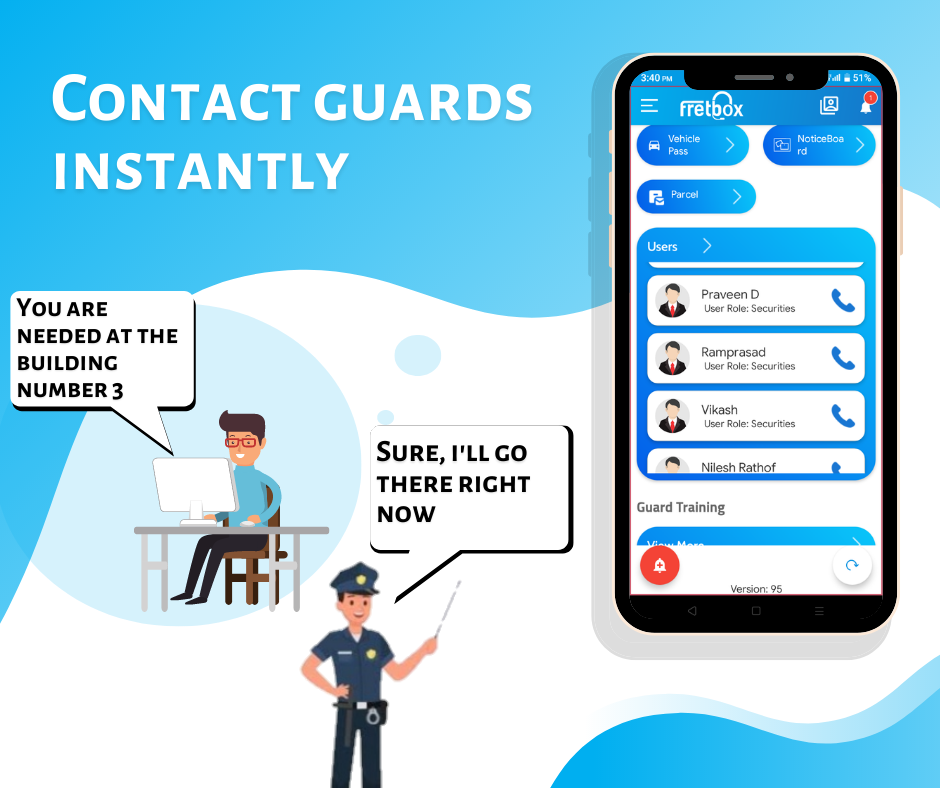 Contact guards
instantly
You are
needed at the
building
number 3
Sure, i'll go
there right
now
3:40 PM
51%
fretbox
1
Vehicle
Pass
NoticeBoa
rd
Parcel
Users
Praveen D
User Role: Securities
Ramprasad
User Role: Securities
Vikash
User Role: Securities
Nilesh Rathof
Guard Training
View More
Version: 95